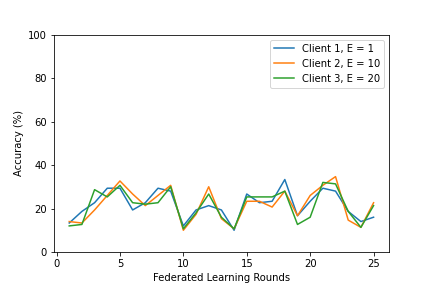 Client 1, E = 1
Client 2, E = 10
Client 3, E = 20
100
80
60
40
20
0
Accuracy (%)
0 5 10 15 20 25
Federated Learning Rounds